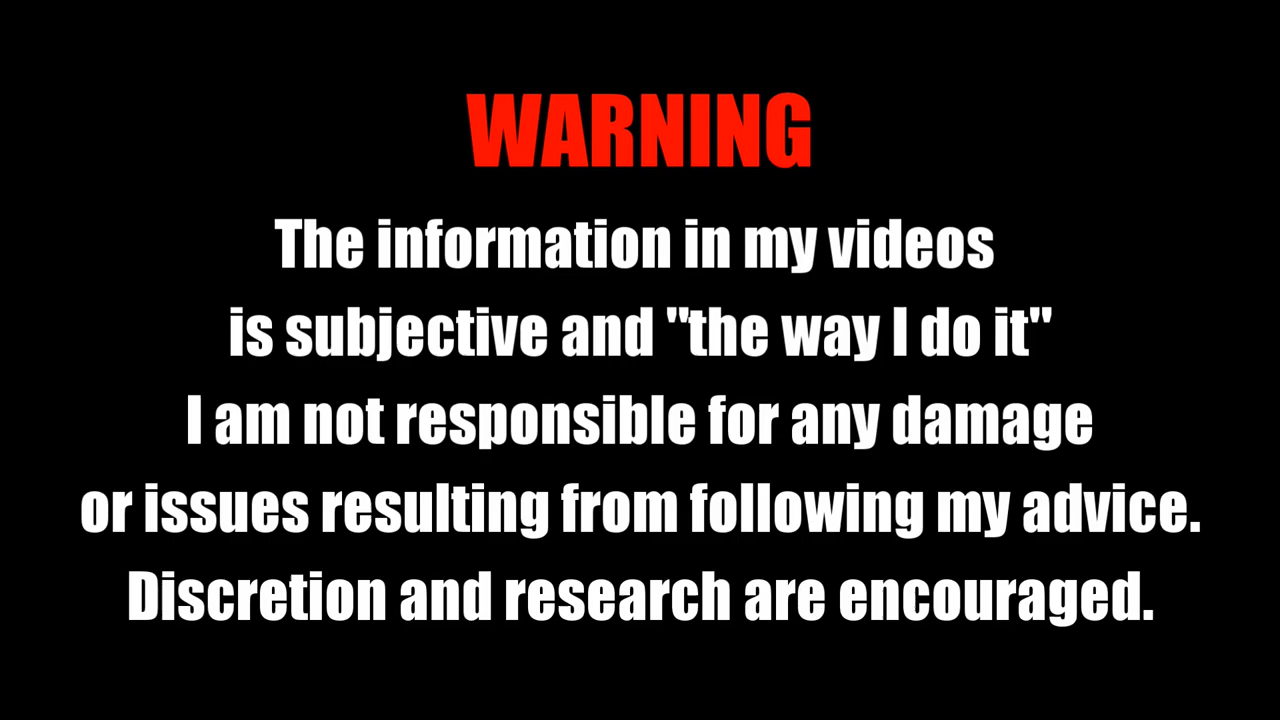 WARNING
The information in my videos
is subjective and "the way I do it"
I am not responsible for any damage
or issues resulting from following my advice.
Discretion and research are encouraged.